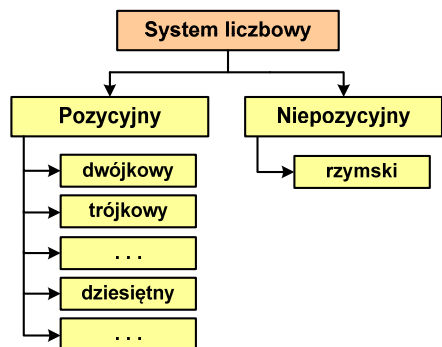 System liczbowy
Pozycyjny
Niepozycyjny
dwójkowy
rzymski
trójkowy
. . .
dziesiętny
. . .